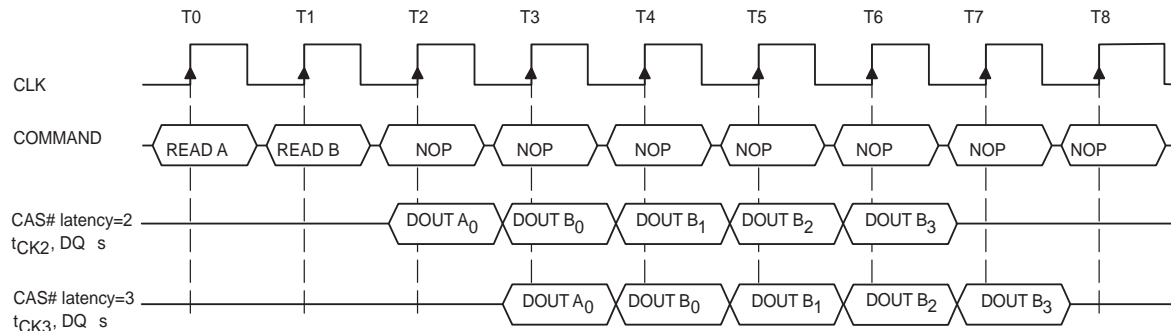 T0 T1 T2 T3 T4 T5 T6 T7 T8
CLK
COMMAND READ A READ B NOP NOP NOP NOP NOP NOP NOP
CAS# latency=2 DOUT A0 DOUT B0 DOUT B1 DOUT B2 DOUT B3
tCK2, DQ s
CAS# latency=3 DOUT A0 DOUT B0 DOUT B1 DOUT B2 DOUT B3
tCK3, DQ s